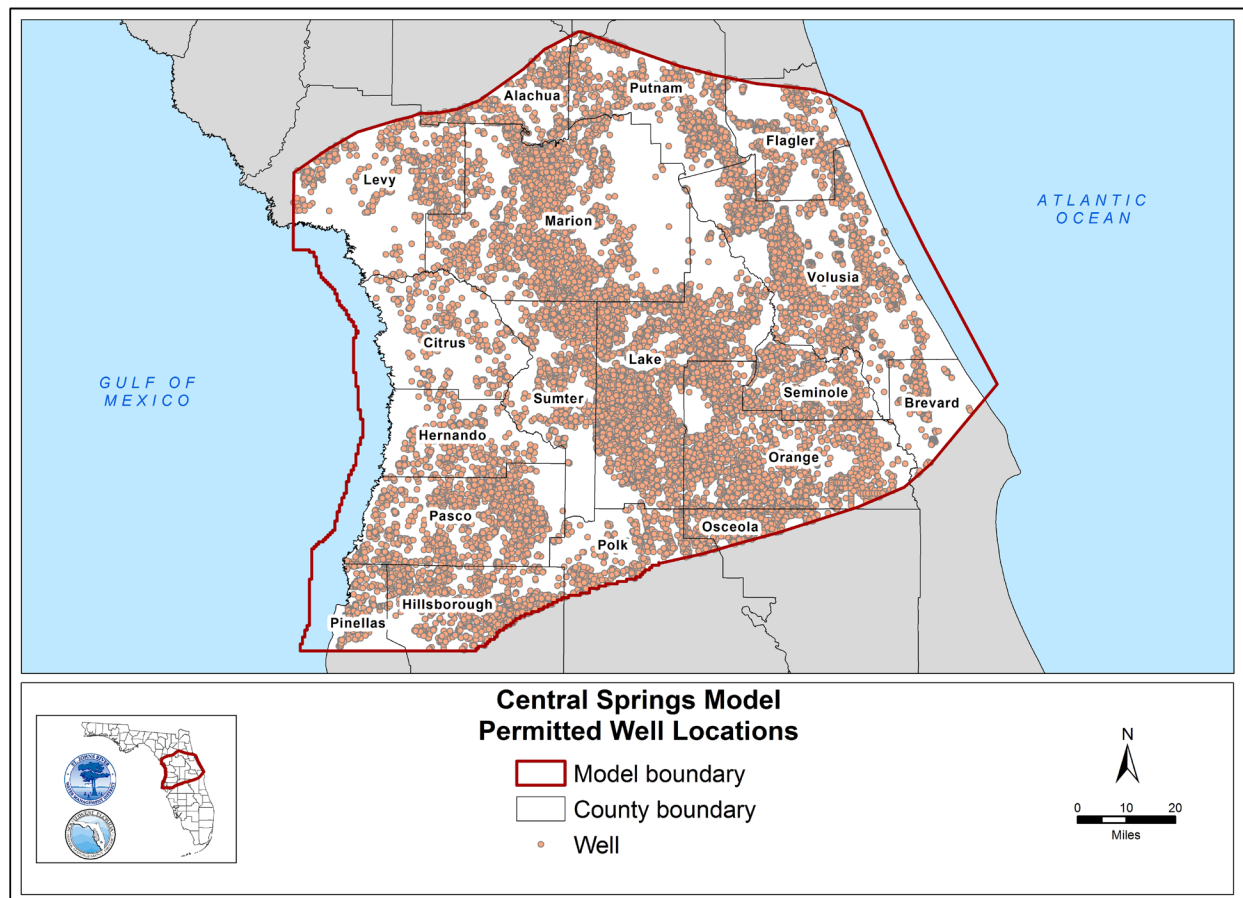 Alachua
Putnam
Flagler
Levy
Marion
ATLANTIC
OCEAN
Volusia
Citrus
Lake
GULF OF
MEXICO
Sumter
Seminole
Brevard
Hernando
Orange
Pasco
Osceola
Polk
Hillsborough
Pinellas
Central Springs Model
Permitted Well Locations
Model boundary
County boundary
Well
N
0 10 20
Miles